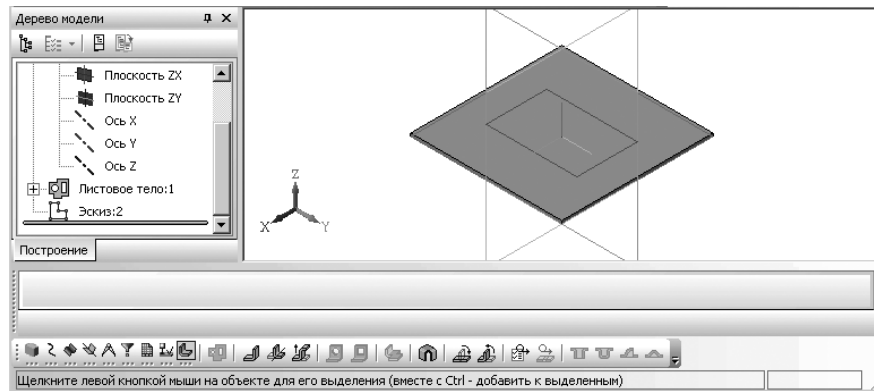 Дерево модели
Плоскость ZX
Плоскость ZY
Ось X
Ось Y
Ось Z
Листовое тело:1
Эскиз:2
Построение
Z
X
Y
Щелкните левой кнопкой мыши на объекте для его выделения (вместе с Ctrl - добавить к выделенным)